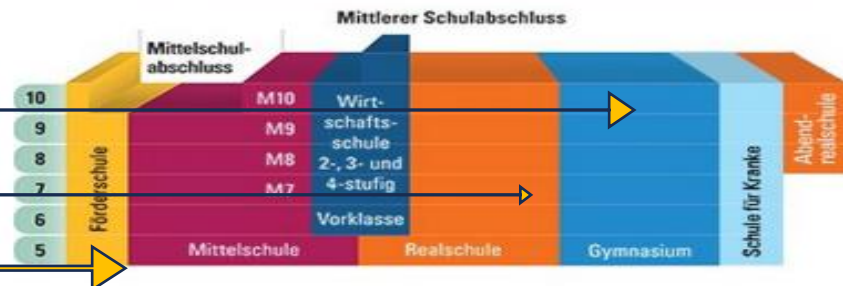 Mittlerer Schulabschluss
Mittelschul-
abschluss
10
9
8
7
6
5
Förderschule
M10
M9
M8
M7
Mittelschule
Wirt-
schafts-
schule
2-, 3- und
4-stufig
Vorklasse
Realschule
Gymnasium
Schule für Kranke
Abend-
realschule